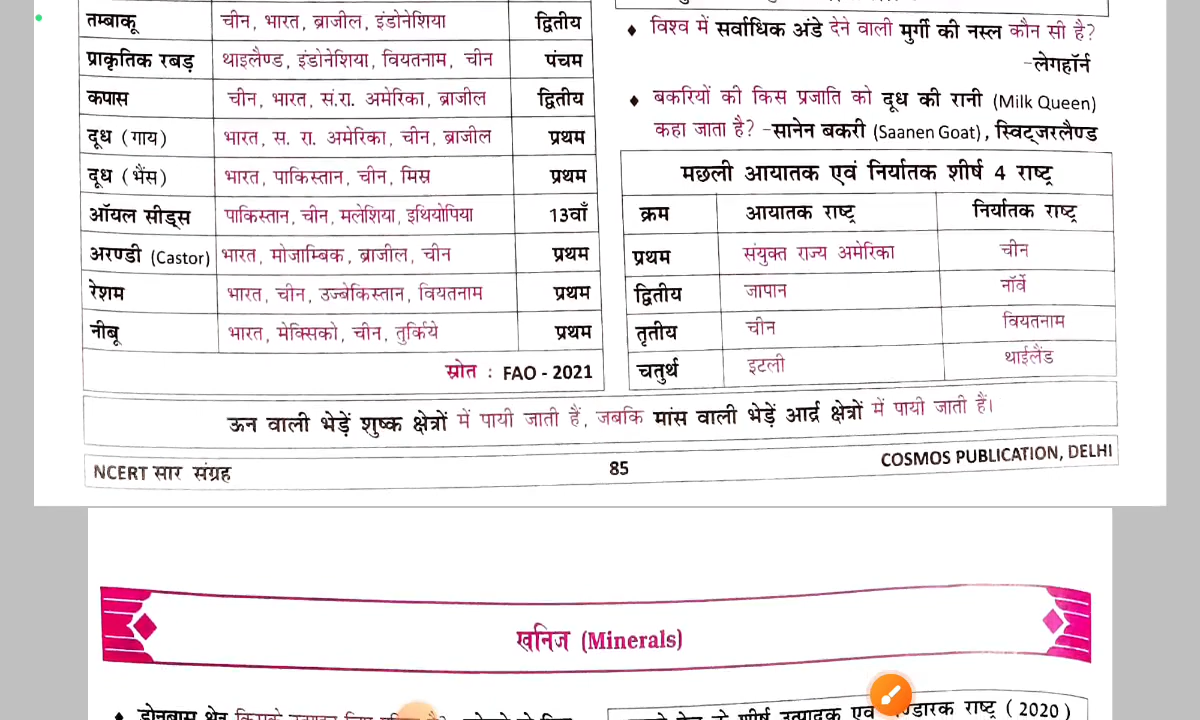 तम्बाकू चीन, भारत, ब्राजील, इंडोनेशिया द्वितीय
प्राकृतिक रबड़ थाइलैण्ड, इंडोनेशिया, वियतनाम, चीन पंचम
कपास चीन, भारत, सं.रा. अमेरिका, ब्राजील द्वितीय
दूध (गाय) भारत, स. रा. अमेरिका, चीन, ब्राजील प्रथम
दूध (भैंस) भारत, पाकिस्तान, चीन, मिस्र प्रथम
ऑयल सीड्स पाकिस्तान, चीन, मलेशिया, इथियोपिया 13वाँ
अरण्डी (Castor) भारत, मोजाम्बिक, ब्राजील, चीन प्रथम
रेशम भारत, चीन, उज्बेकिस्तान, वियतनाम प्रथम
नीबू भारत, मेक्सिको, चीन, तुर्किये प्रथम
स्रोत : FAO - 2021
♦ विश्व में सर्वाधिक अंडे देने वाली मुर्गी की नस्ल कौन सी है?
-लेगहॉर्न
♦ बकरियों की किस प्रजाति को दूध की रानी (Milk Queen)
कहा जाता है? -सानेन बकरी (Saanen Goat), स्विट्जरलैण्ड
मछली आयातक एवं निर्यातक शीर्ष 4 राष्ट्र
क्रम आयातक राष्ट्र निर्यातक राष्ट्र
प्रथम संयुक्त राज्य अमेरिका चीन
द्वितीय जापान नॉर्वे
तृतीय चीन वियतनाम
चतुर्थ इटली थाईलैंड
ऊन वाली भेड़ें शुष्क क्षेत्रों में पायी जाती हैं, जबकि मांस वाली भेड़ें आर्द्र क्षेत्रों में पायी जाती हैं।
NCERT सार संग्रह 85 COSMOS PUBLICATION, DELHI
खनिज (Minerals)
♦ डोनबास क्षेत्र
शीर्ष उत्पादक एवं राष्ट्र (2020)